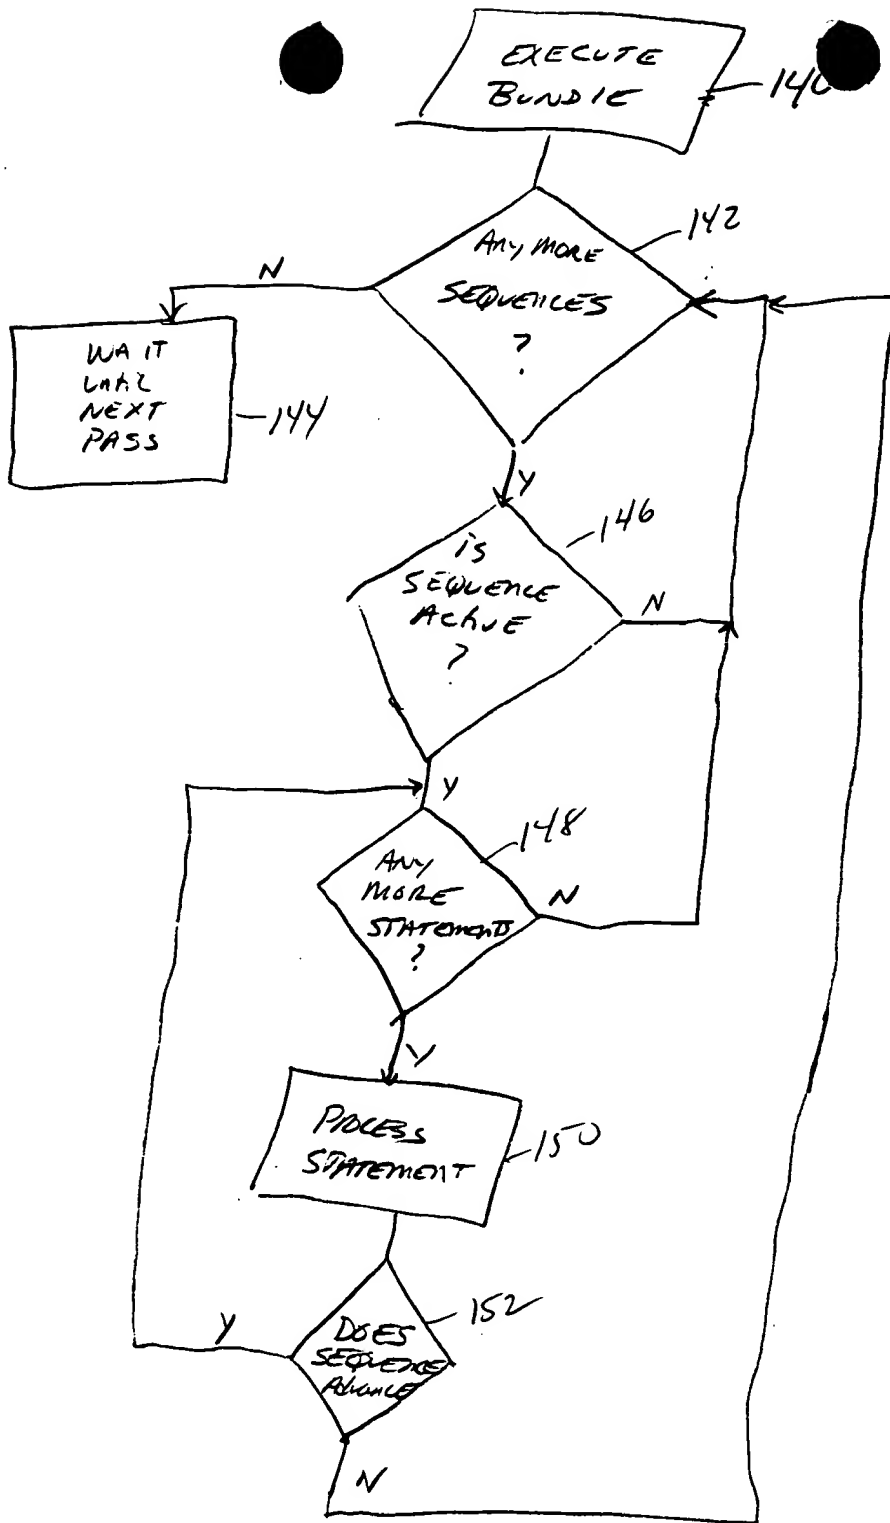 EXECUTE
BUNDLE
140
142
ANY MORE
SEQUENCES
?
N
WAIT
NEXT
PASS
144
Y
146
IS
SEQUENCE
ACTIVE
?
N
Y
148
ANY
MORE
STATEMENTS
?
N
Y
PROCESS
STATEMENT
150
152
DOES
SEQUENCE
ADVANCE
Y
N